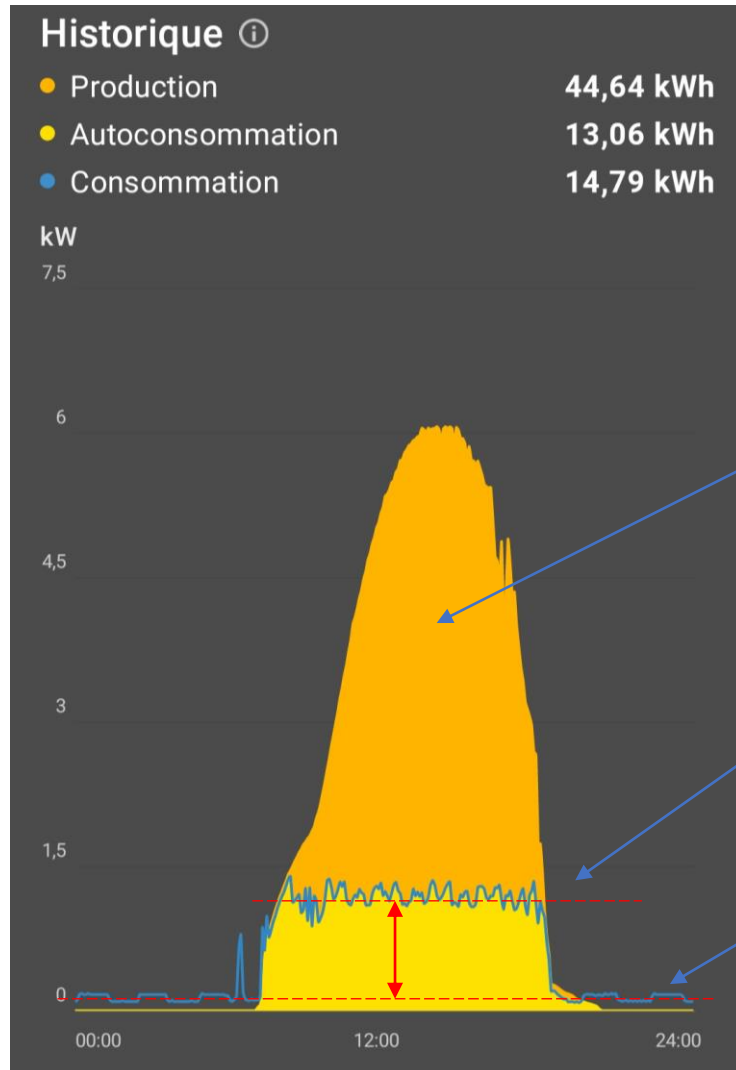 Historique
Production 44,64 kWh
Autoconsommation 13,06 kWh
Consommation 14,79 kWh
kW
7,5
6
4,5
3
1,5
0
00:00 12:00 24:00